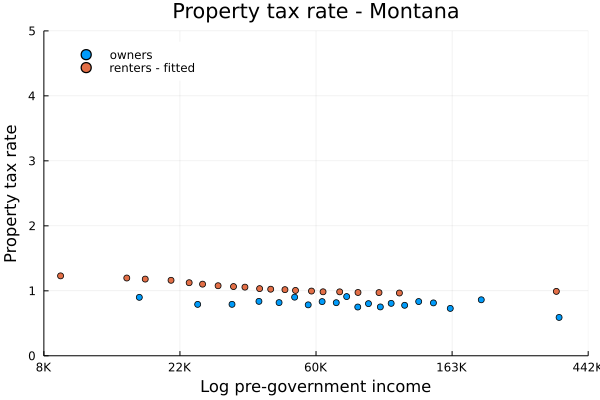 Property tax rate - Montana
owners
renters - fitted
Property tax rate
5
4
3
2
1
0
8K 22K 60K 163K 442K
Log pre-government income